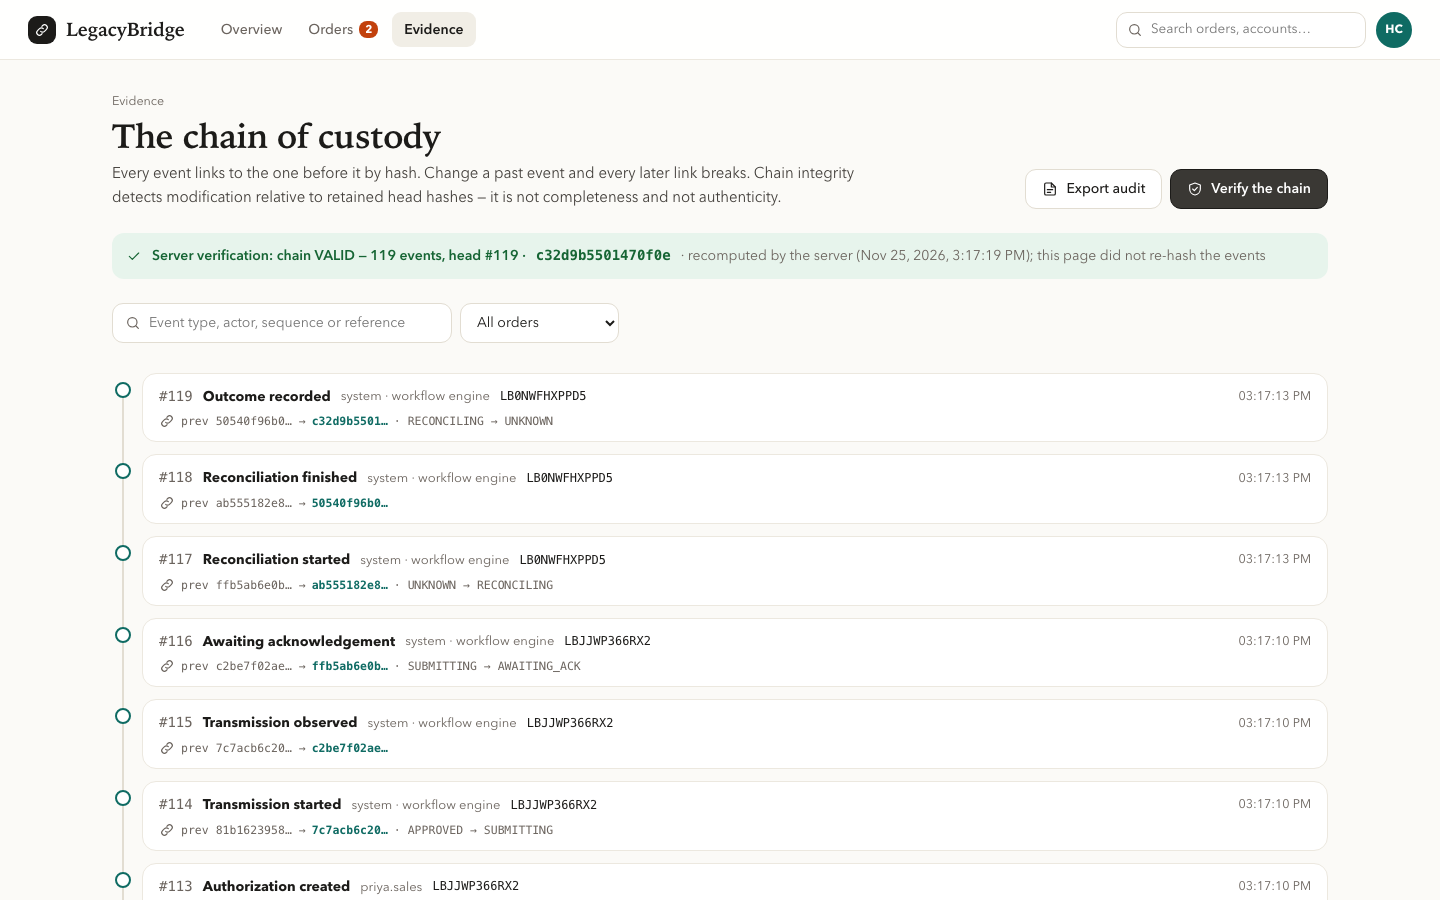 LegacyBridge
Overview
Orders 2
Evidence
Search orders, accounts…
HC
Evidence
The chain of custody
Every event links to the one before it by hash. Change a past event and every later link breaks. Chain integrity
detects modification relative to retained head hashes — it is not completeness and not authenticity.
Export audit
Verify the chain
Server verification: chain VALID — 119 events, head #119 · c32d9b5501470f0e · recomputed by the server (Nov 25, 2026, 3:17:19 PM); this page did not re-hash the events
Event type, actor, sequence or reference
All orders
#119 Outcome recorded system · workflow engine LB0NWFHXPPD5 03:17:13 PM
prev 50540f96b0… → c32d9b5501… · RECONCILING → UNKNOWN
#118 Reconciliation finished system · workflow engine LB0NWFHXPPD5 03:17:13 PM
prev ab555182e8… → 50540f96b0…
#117 Reconciliation started system · workflow engine LB0NWFHXPPD5 03:17:13 PM
prev ffb5ab6e0b… → ab555182e8… · UNKNOWN → RECONCILING
#116 Awaiting acknowledgement system · workflow engine LBJJWP366RX2 03:17:10 PM
prev c2be7f02ae… → ffb5ab6e0b… · SUBMITTING → AWAITING_ACK
#115 Transmission observed system · workflow engine LBJJWP366RX2 03:17:10 PM
prev 7c7acb6c20… → c2be7f02ae…
#114 Transmission started system · workflow engine LBJJWP366RX2 03:17:10 PM
prev 81b1623958… → 7c7acb6c20… · APPROVED → SUBMITTING
#113 Authorization created priya.sales LBJJWP366RX2 03:17:10 PM